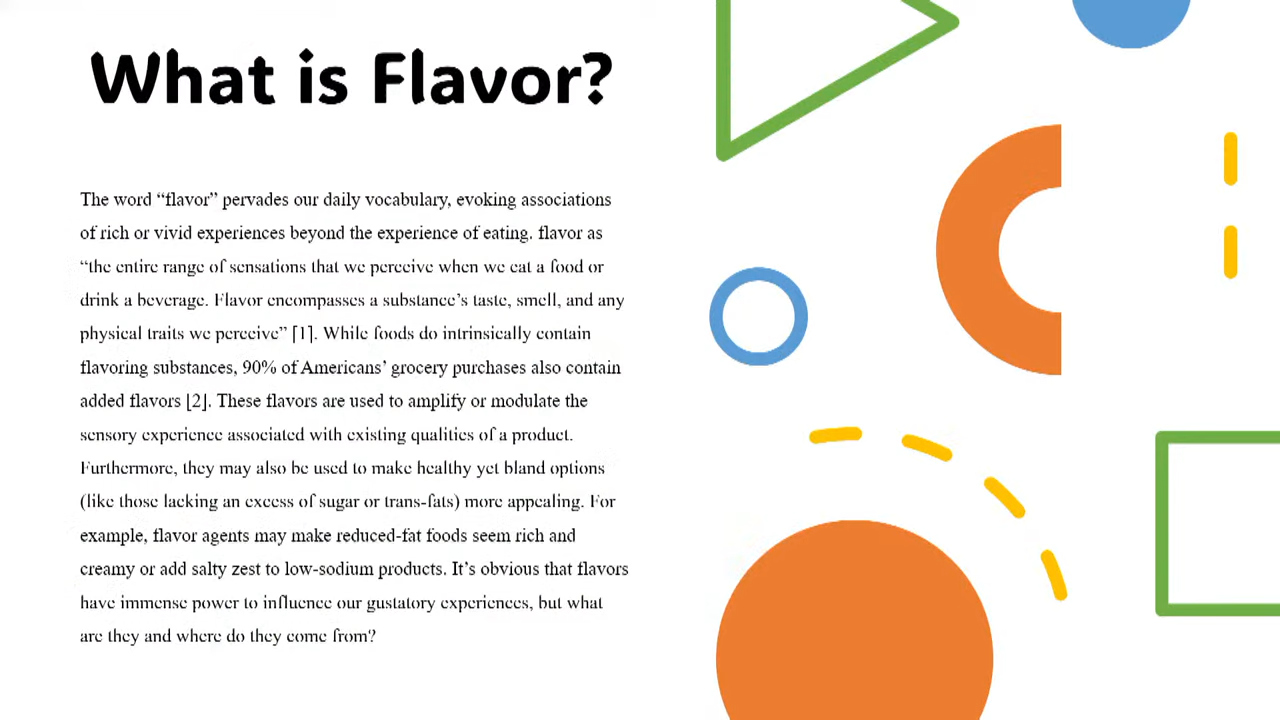 What is Flavor?
The word “flavor” pervades our daily vocabulary, evoking associations
of rich or vivid experiences beyond the experience of eating. flavor as
“the entire range of sensations that we perceive when we eat a food or
drink a beverage. Flavor encompasses a substance’s taste, smell, and any
physical traits we perceive” [1]. While foods do intrinsically contain
flavoring substances, 90% of Americans’ grocery purchases also contain
added flavors [2]. These flavors are used to amplify or modulate the
sensory experience associated with existing qualities of a product.
Furthermore, they may also be used to make healthy yet bland options
(like those lacking an excess of sugar or trans-fats) more appealing. For
example, flavor agents may make reduced-fat foods seem rich and
creamy or add salty zest to low-sodium products. It’s obvious that flavors
have immense power to influence our gustatory experiences, but what
are they and where do they come from?